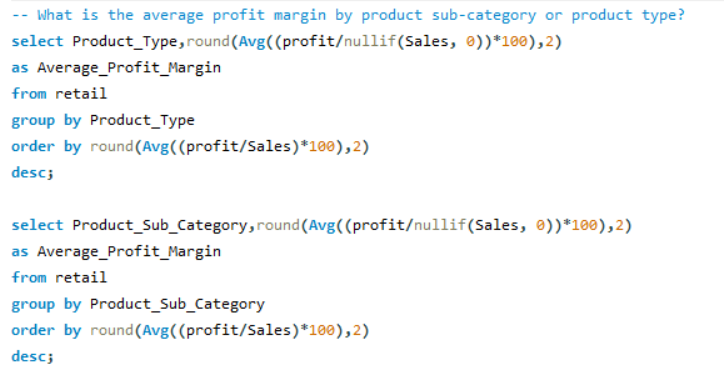 -- What is the average profit margin by product sub-category or product type?
select Product_Type,round(Avg((profit/nullif(Sales, 0))*100),2)
as Average_Profit_Margin
from retail
group by Product_Type
order by round(Avg((profit/Sales)*100),2)
desc;
select Product_Sub_Category,round(Avg((profit/nullif(Sales, 0))*100),2)
as Average_Profit_Margin
from retail
group by Product_Sub_Category
order by round(Avg((profit/Sales)*100),2)
desc;